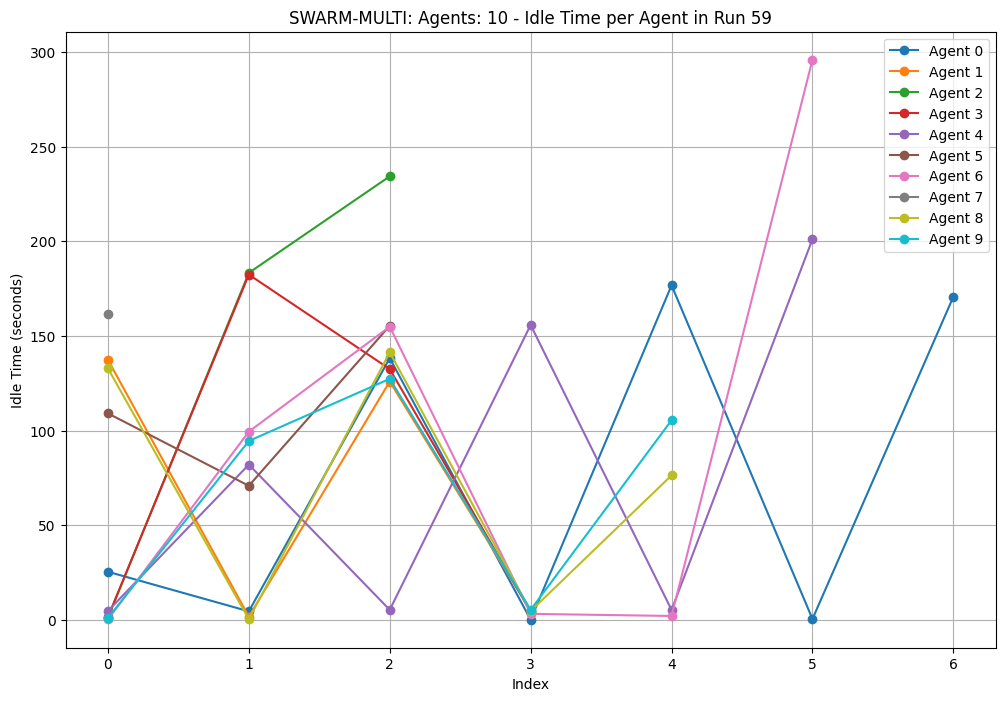 SWARM-MULTI: Agents: 10 - Idle Time per Agent in Run 59
Idle Time (seconds)
300
250
200
150
100
50
0
0 1 2 3 4 5 6
Index
Agent 0
Agent 1
Agent 2
Agent 3
Agent 4
Agent 5
Agent 6
Agent 7
Agent 8
Agent 9